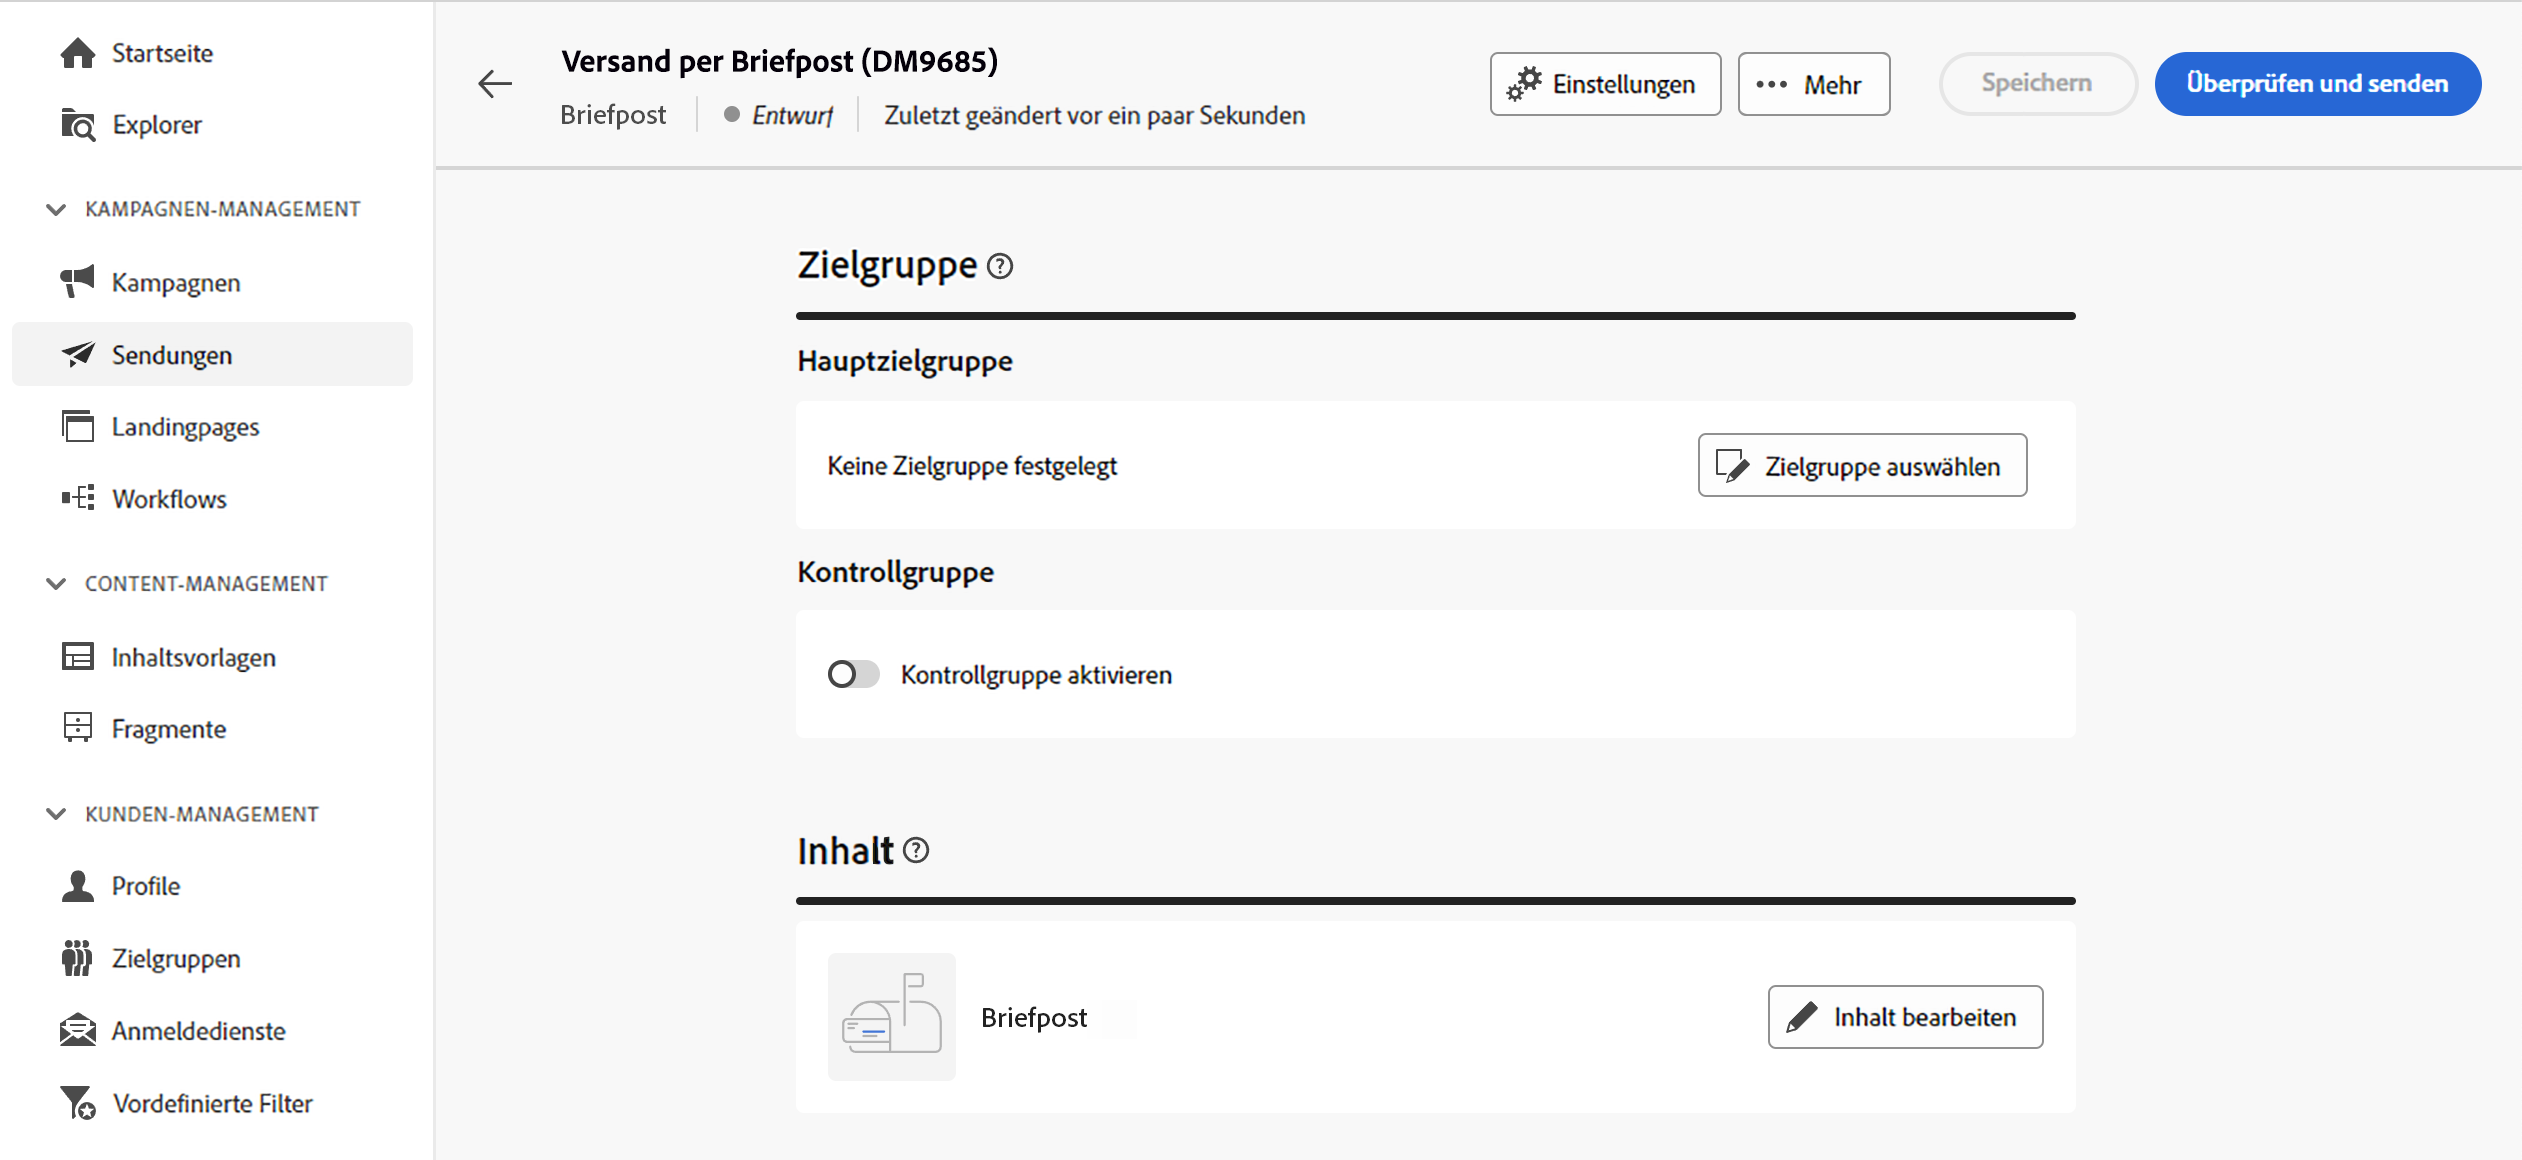 Startseite
Explorer
KAMPAGNEN-MANAGEMENT
Kampagnen
Sendungen
Landingpages
Workflows
CONTENT-MANAGEMENT
Inhaltsvorlagen
Fragmente
KUNDEN-MANAGEMENT
Profile
Zielgruppen
Anmeldedienste
Vordefinierte Filter
Versand per Briefpost (DM9685)
Briefpost Entwurf Zuletzt geändert vor ein paar Sekunden
Einstellungen
Mehr
Speichern
Überprüfen und senden
Zielgruppe
Hauptzielgruppe
Keine Zielgruppe festgelegt
Zielgruppe auswählen
Kontrollgruppe
Kontrollgruppe aktivieren
Inhalt
Briefpost
Inhalt bearbeiten